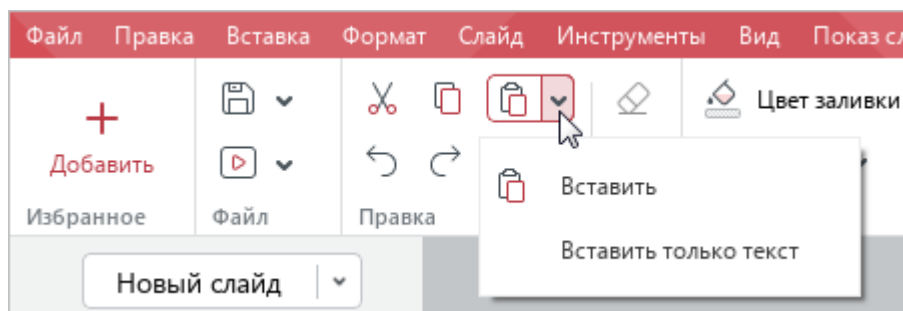 Файл Правка Вставка Формат Слайд Инструменты Вид Показ
Цвет заливки
Добавить
Вставить
Избранное Файл Правка
Вставить только текст
Новый слайд